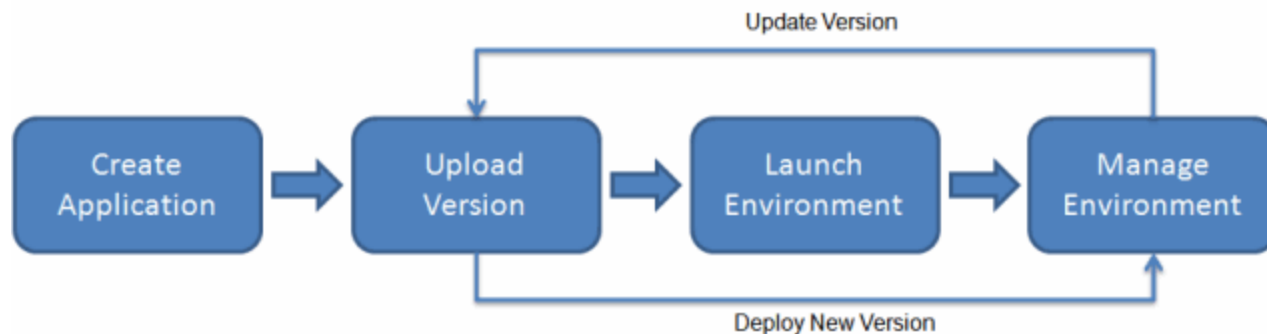 Update Version
Create
Application
Upload
Version
Launch
Environment
Manage
Environment
Deploy New Version